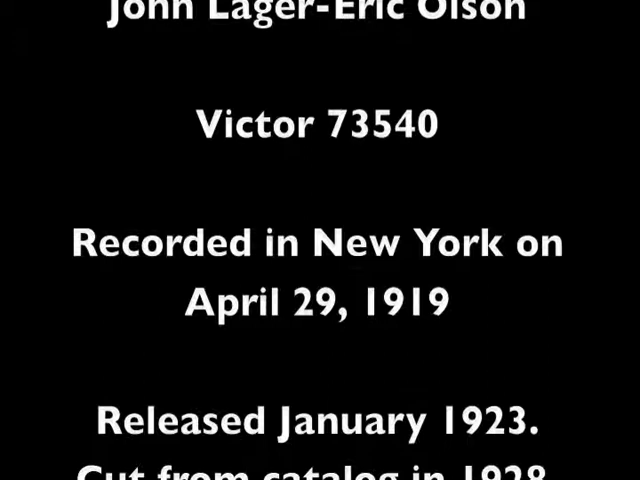 John Lager-Eric Olson
Victor 73540
Recorded in New York on
April 29, 1919
Released January 1923.
Cut from catalog in 1928.